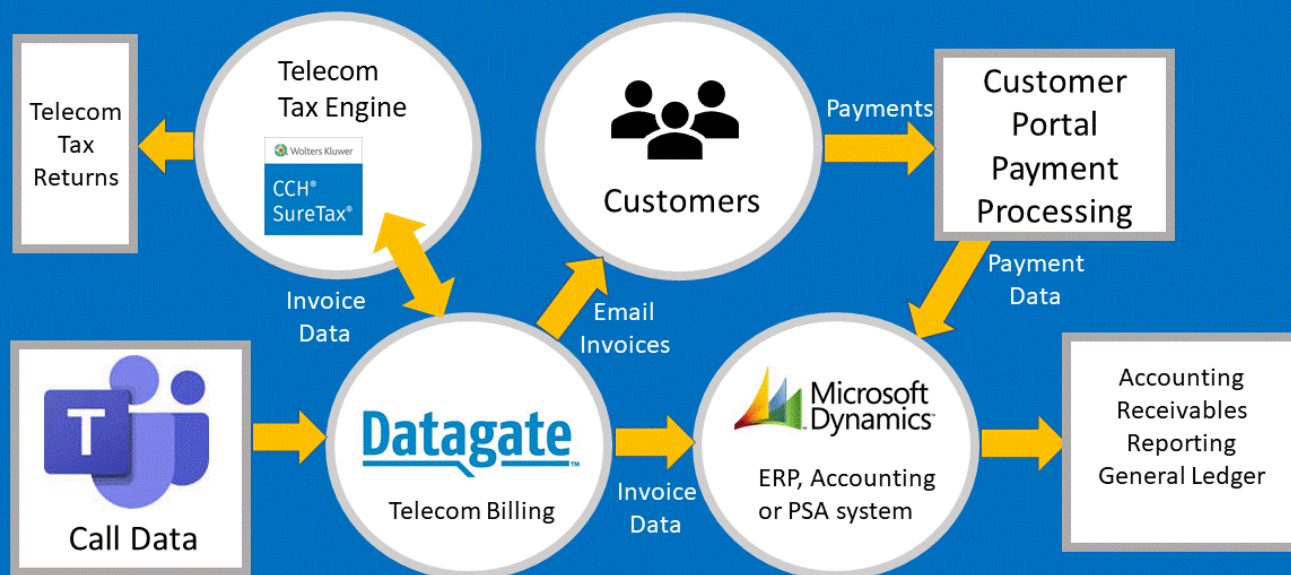 Telecom
Tax
Returns
Telecom
Tax Engine
Wolters Kluwer
CCH®
SureTax®
Customers
Payments
Customer
Portal
Payment
Processing
Invoice
Data
Email
Invoices
Payment
Data
T
Call Data
Datagate™
Telecom Billing
Invoice
Data
Microsoft
Dynamics™
ERP, Accounting
or PSA system
Accounting
Receivables
Reporting
General Ledger